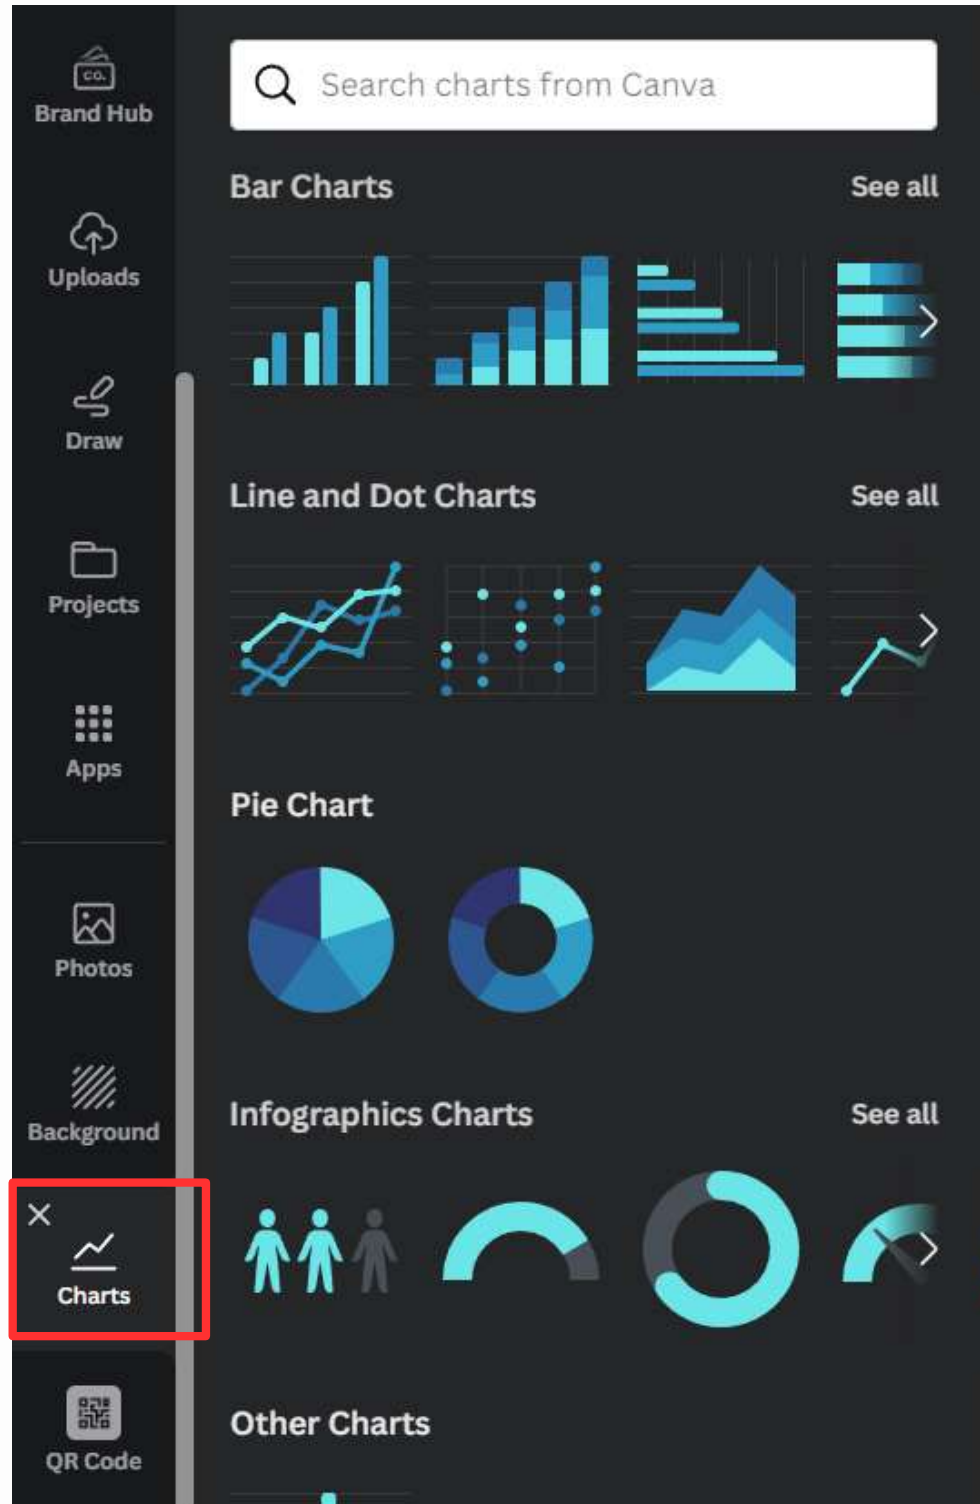 CO.
Brand Hub
Uploads
Draw
Projects
Apps
Photos
Background
Charts
QR Code
Search charts from Canva
Bar Charts See all
Line and Dot Charts See all
Pie Chart
Infographics Charts See all
Other Charts